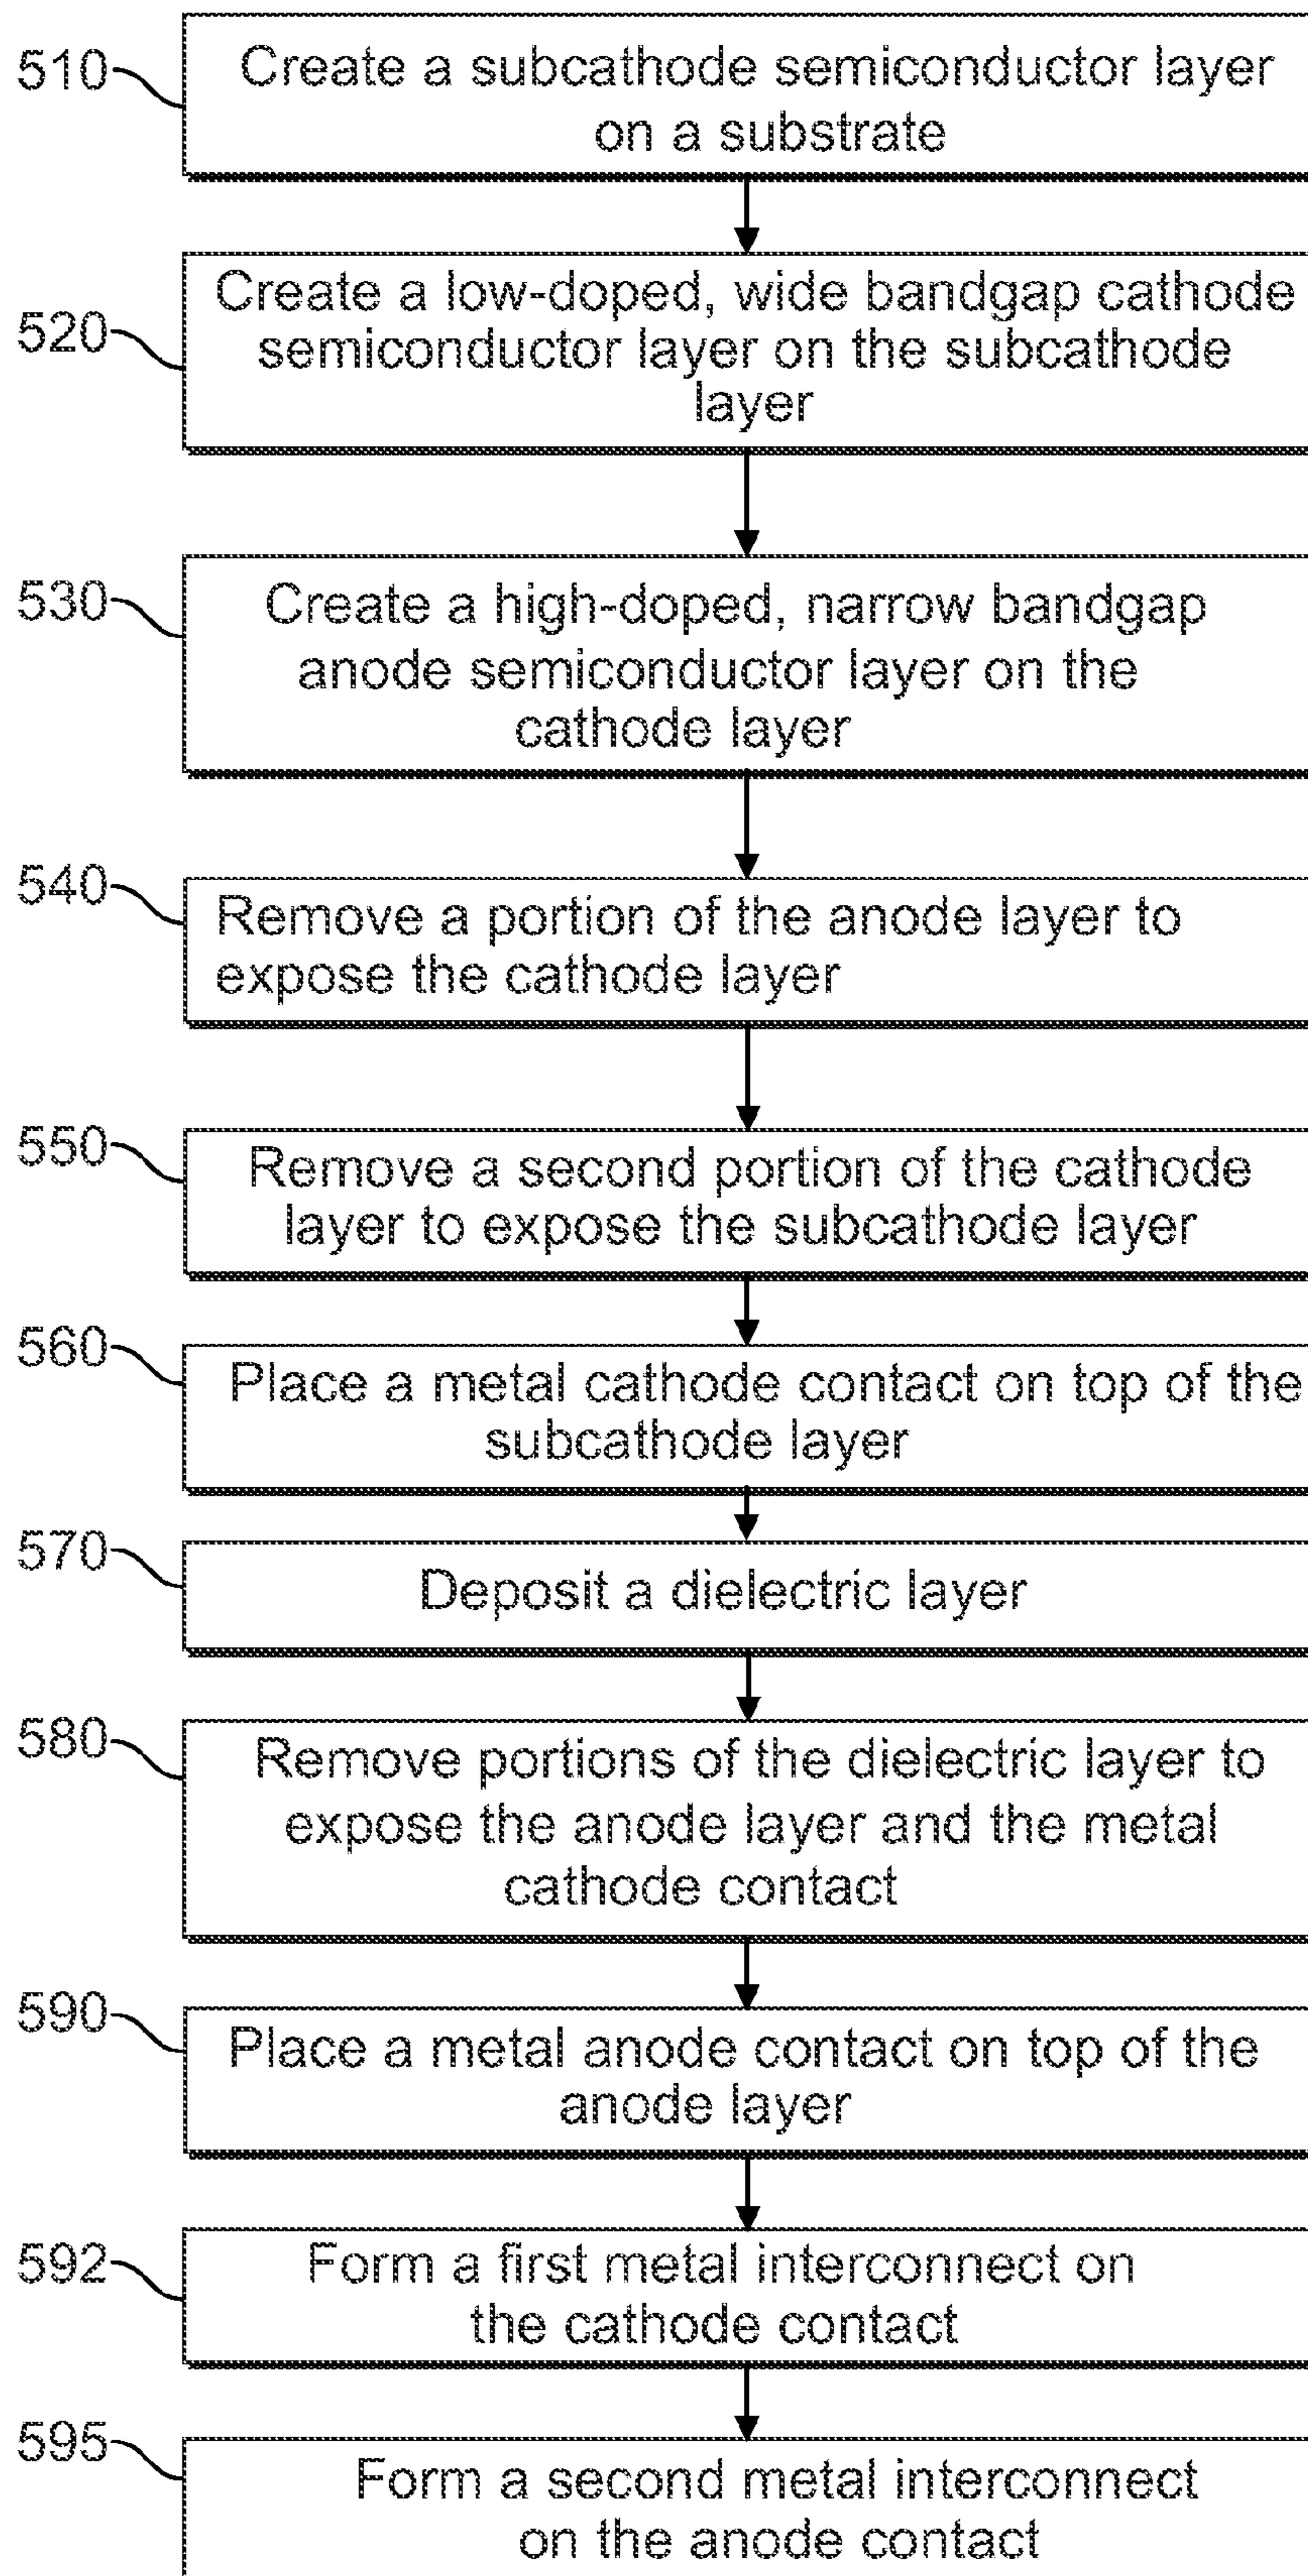 510
Create a subcathode semiconductor layer
on a substrate
520
Create a low-doped, wide bandgap cathode
semiconductor layer on the subcathode
layer
530
Create a high-doped, narrow bandgap
anode semiconductor layer on the
cathode layer
540
Remove a portion of the anode layer to
expose the cathode layer
550
Remove a second portion of the cathode
layer to expose the subcathode layer
560
Place a metal cathode contact on top of the
subcathode layer
570
Deposit a dielectric layer
580
Remove portions of the dielectric layer to
expose the anode layer and the metal
cathode contact
590
Place a metal anode contact on top of the
anode layer
592
Form a first metal interconnect on
the cathode contact
595
Form a second metal interconnect
on the anode contact